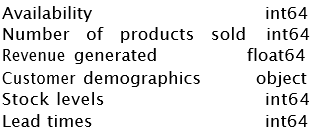 Availability int64
Number of products sold int64
Revenue generated float64
Customer demographics object
Stock levels int64
Lead times int64